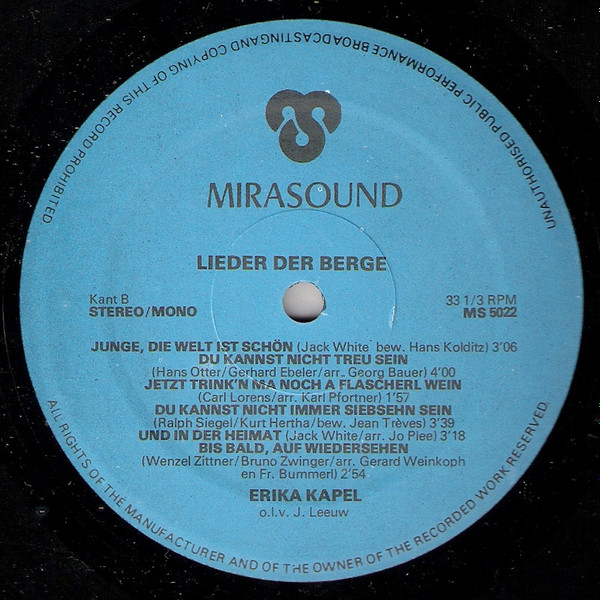 UNAUTHORISED PUBLIC PERFORMANCE BROADCASTINGAND COPYING OF THIS RECORD PROHIBITED
MIRASOUND
LIEDER DER BERGE
Kant B 33 1/3 RPM
STEREO/MONO MS 5022
JUNGE, DIE WELT IST SCHÖN (Jack White bew. Hans Kolditz) 3'06
DU KANNST NICHT TREU SEIN
(Hans Otter/Gerhard Ebeler/arr. Georg Bauer) 4'00
JETZT TRINK'N MA NOCH A FLASCHERL WEIN
(Carl Lorens/arr. Karl Pfortner) 1'57
DU KANNST NICHT IMMER SIEBSEHN SEIN
(Ralph Siegel/Kurt Hertha/bew. Jean Trèves) 3'39
UND IN DER HEIMAT (Jack White/arr. Jo Plee) 3'18
BIS BALD, AUF WIEDERSEHEN
(Wenzel Zittner/Bruno Zwinger/arr. Gerard Weinkoph
en Fr. Bummerl) 2'54
ERIKA KAPEL
o.l.v. J. Leeuw
ALL RIGHTS OF THE MANUFACTURER AND OF THE OWNER OF THE RECORDED WORK RESERVED.